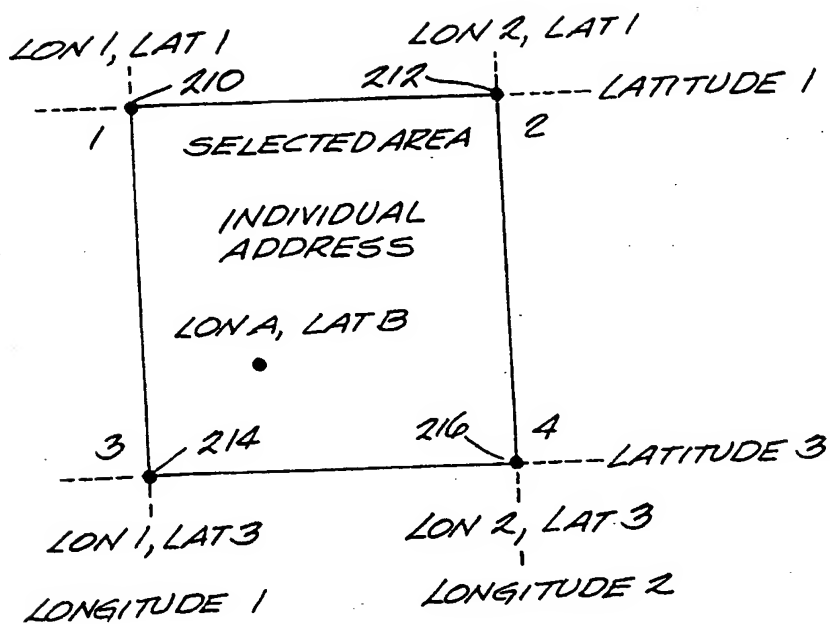 LON 1, LAT 1
LON 2, LAT 1
210
212
LATITUDE 1
1
2
SELECTED AREA
INDIVIDUAL
ADDRESS
LON A, LAT B
3
214
216
4
LATITUDE 3
LON 1, LAT 3
LON 2, LAT 3
LONGITUDE 1
LONGITUDE 2